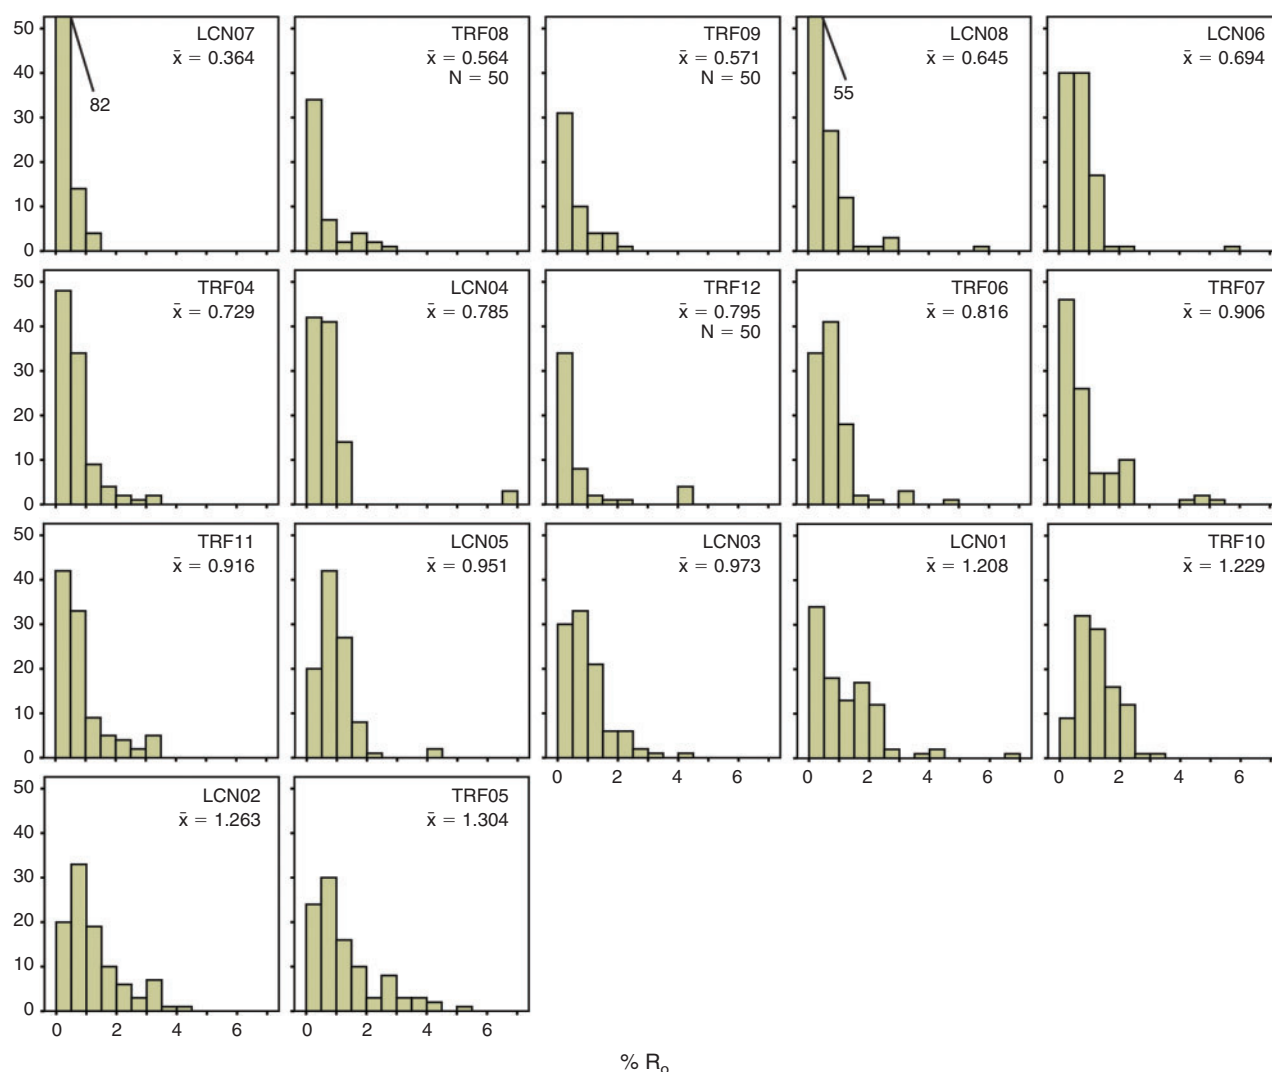 50
40
30
20
10
0
LCN07
x̄ = 0.364
82
TRF08
x̄ = 0.564
N = 50
TRF09
x̄ = 0.571
N = 50
LCN08
x̄ = 0.645
55
LCN06
x̄ = 0.694
50
40
30
20
10
0
TRF04
x̄ = 0.729
LCN04
x̄ = 0.785
TRF12
x̄ = 0.795
N = 50
TRF06
x̄ = 0.816
TRF07
x̄ = 0.906
50
40
30
20
10
0
TRF11
x̄ = 0.916
LCN05
x̄ = 0.951
LCN03
x̄ = 0.973
0 2 4 6
LCN01
x̄ = 1.208
0 2 4 6
TRF10
x̄ = 1.229
0 2 4 6
50
40
30
20
10
0
LCN02
x̄ = 1.263
0 2 4 6
TRF05
x̄ = 1.304
0 2 4 6
% Rₒ